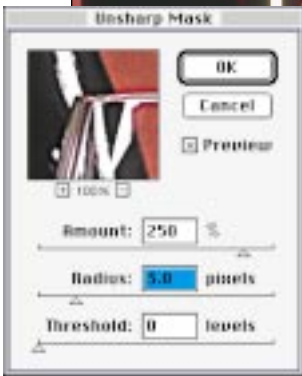 Unsharp Mask
OK
Cancel
Preview
100%
Amount: 250 %
Radius: 5.0 pixels
Threshold: 0 levels